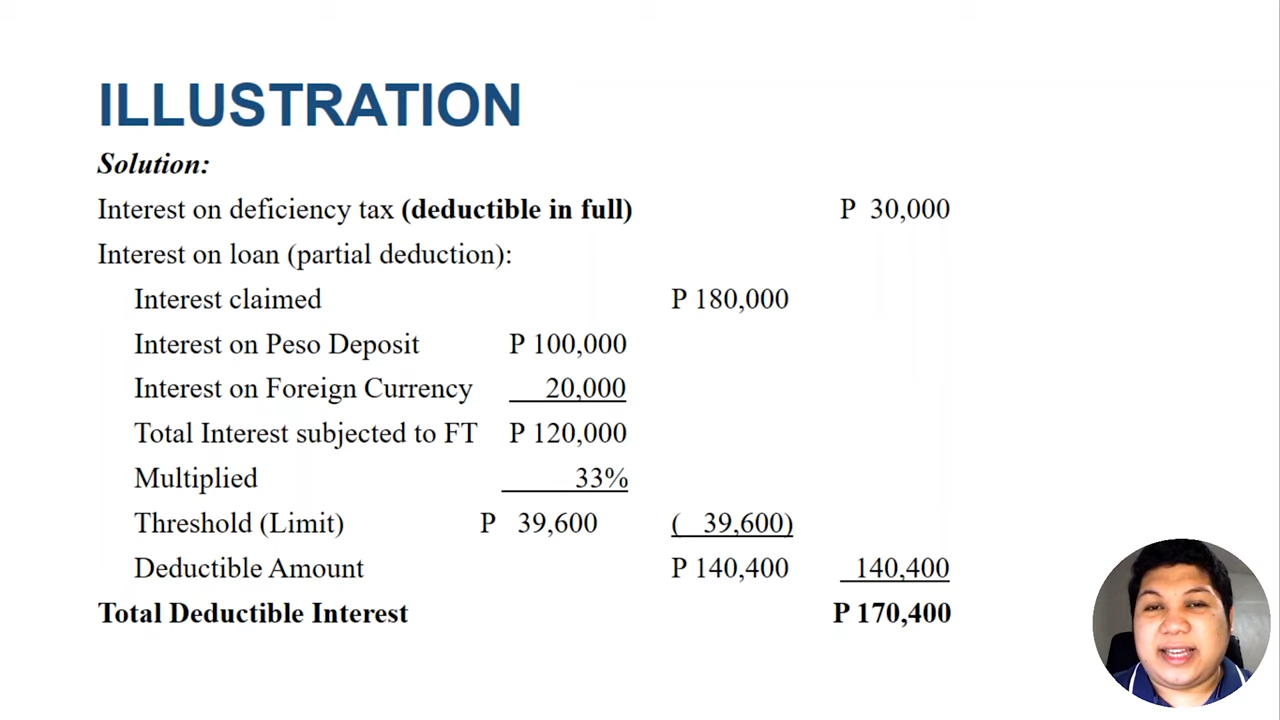 ILLUSTRATION
Solution:
Interest on deficiency tax (deductible in full) P 30,000
Interest on loan (partial deduction):
Interest claimed P 180,000
Interest on Peso Deposit P 100,000
Interest on Foreign Currency 20,000
Total Interest subjected to FT P 120,000
Multiplied 33%
Threshold (Limit) P 39,600 ( 39,600)
Deductible Amount P 140,400 140,400
Total Deductible Interest P 170,400